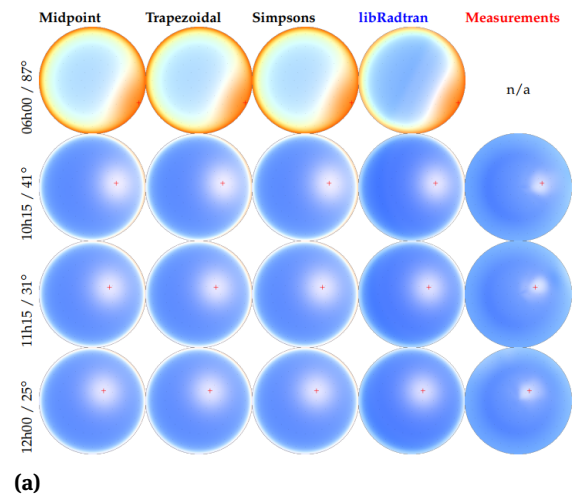 Midpoint Trapezoidal Simpsons libRadtran Measurements
06h00 / 87°
n/a
10h15 / 41°
11h15 / 31°
12h00 / 25°
(a)